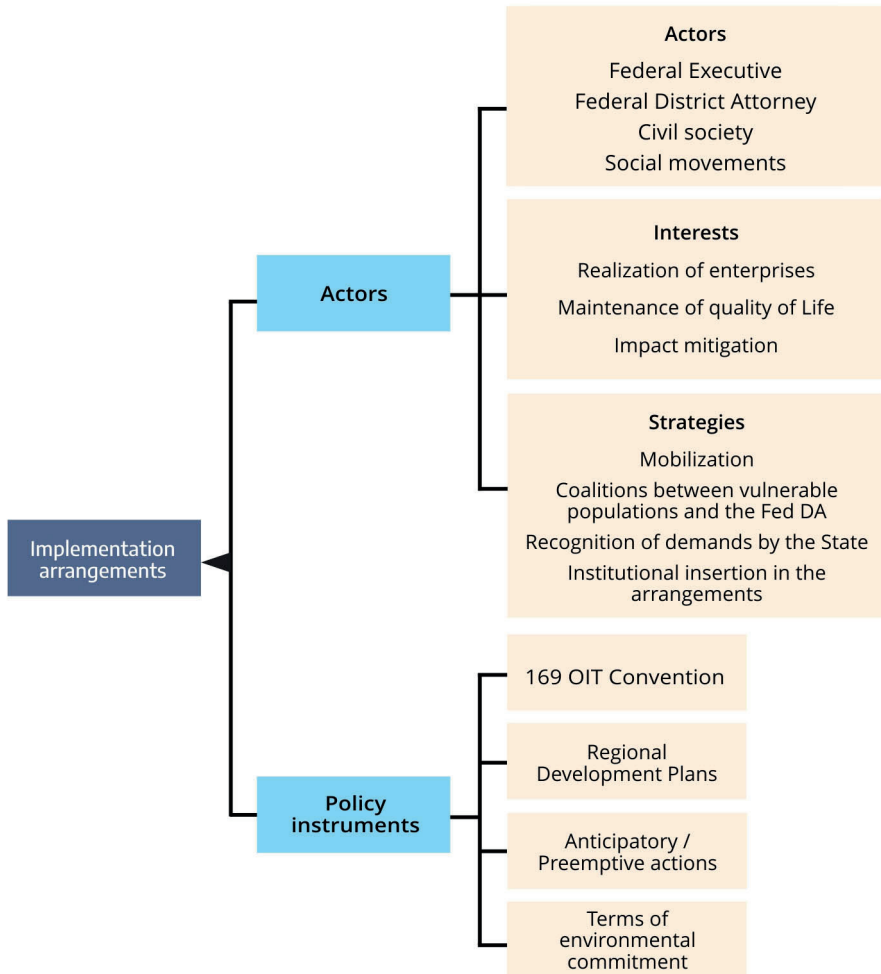 Implementation
arrangements
Actors
Actors
Federal Executive
Federal District Attorney
Civil society
Social movements
Interests
Realization of enterprises
Maintenance of quality of Life
Impact mitigation
Strategies
Mobilization
Coalitions between vulnerable
populations and the Fed DA
Recognition of demands by the State
Institutional insertion in the
arrangements
Policy
instruments
169 OIT Convention
Regional
Development Plans
Anticipatory /
Preemptive actions
Terms of
environmental
commitment